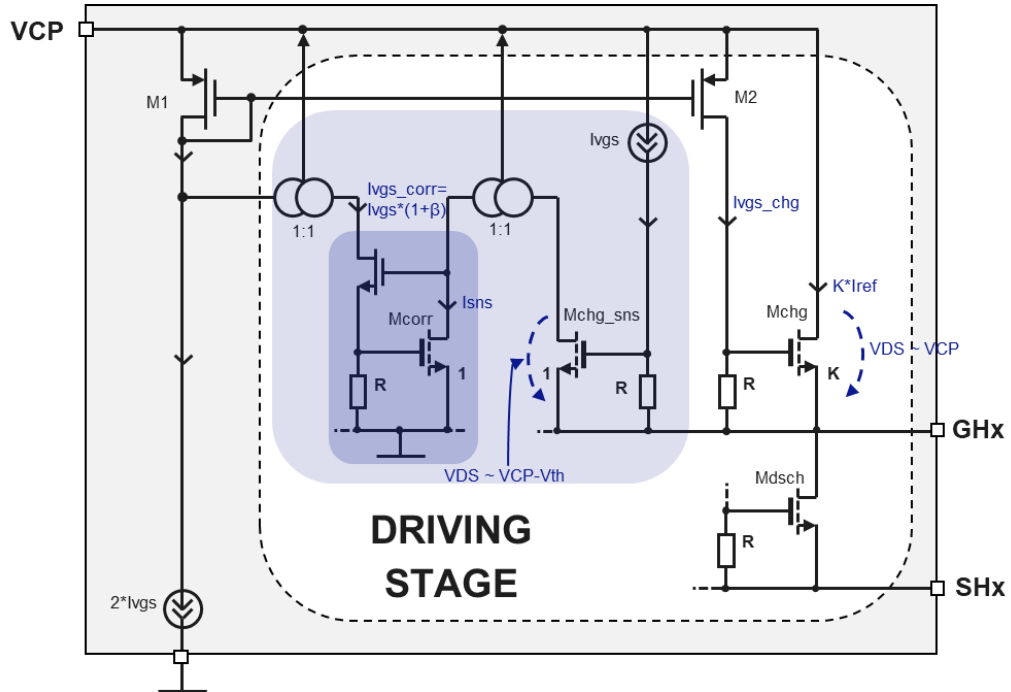 VCP
M1
M2
Ivgs
Ivgs_corr=
Ivgs*(1+β)
Ivgs_chg
1:1
1:1
K*Iref
Isns
Mcorr
Mchg_sns
Mchg
VDS ~ VCP
R
1
1
R
R
K
GHx
VDS ~ VCP-Vth
Mdsch
DRIVING
STAGE
R
SHx
2*Ivgs